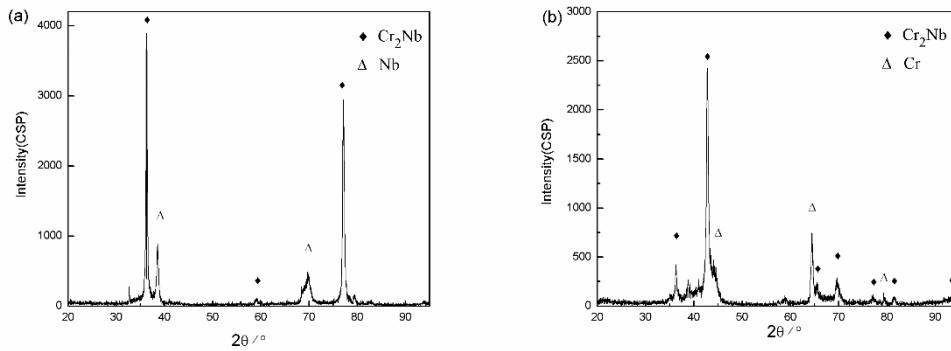 (a)
4000
3000
2000
1000
0
Intensity(CSP)
◆ Cr₂Nb
Δ Nb
Δ
Δ
20 30 40 50 60 70 80 90
2θ / °
(b)
3000
2500
2000
1500
1000
500
0
Intensity(CSP)
◆ Cr₂Nb
Δ Cr
Δ
Δ
Δ
20 30 40 50 60 70 80 90
2θ / °